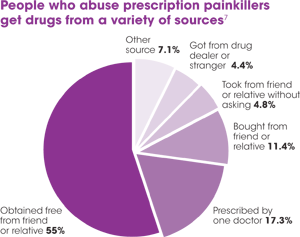 People who abuse prescription painkillers
get drugs from a variety of sources7
Other
source 7.1%
Got from drug
dealer or
stranger 4.4%
Took from friend
or relative without
asking 4.8%
Bought from
friend or
relative 11.4%
Prescribed by
one doctor 17.3%
Obtained free
from friend
or relative 55%